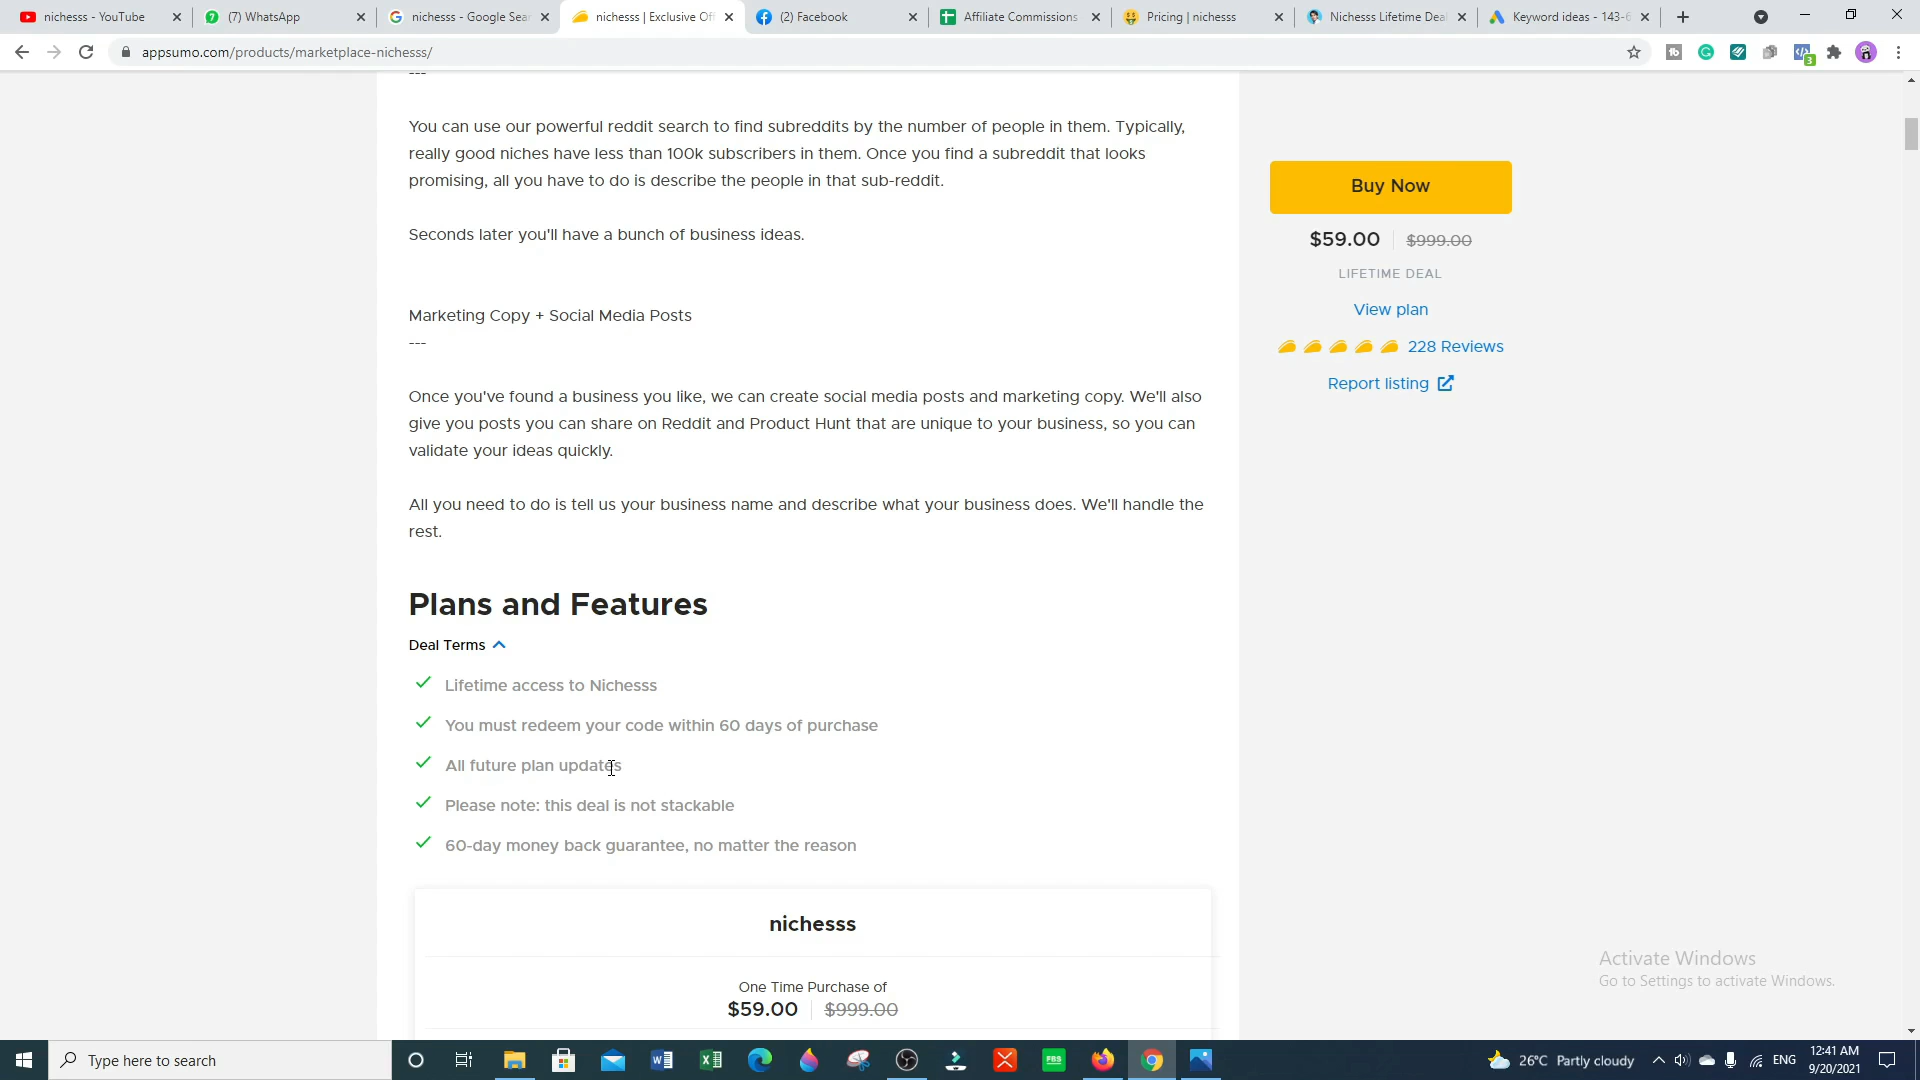 nichesss - YouTube
(7) WhatsApp
nichesss - Google Sear
nichesss | Exclusive Off
(2) Facebook
Affiliate Commissions
Pricing | nichesss
Nichesss Lifetime Deal
Keyword ideas - 143-6
appsumo.com/products/marketplace-nichesss/
3
---
You can use our powerful reddit search to find subreddits by the number of people in them. Typically,
really good niches have less than 100k subscribers in them. Once you find a subreddit that looks
promising, all you have to do is describe the people in that sub-reddit.
Seconds later you'll have a bunch of business ideas.
Marketing Copy + Social Media Posts
---
Once you've found a business you like, we can create social media posts and marketing copy. We'll also
give you posts you can share on Reddit and Product Hunt that are unique to your business, so you can
validate your ideas quickly.
All you need to do is tell us your business name and describe what your business does. We'll handle the
rest.
Plans and Features
Deal Terms
Lifetime access to Nichesss
You must redeem your code within 60 days of purchase
All future plan updates
Please note: this deal is not stackable
60-day money back guarantee, no matter the reason
nichesss
One Time Purchase of
$59.00 $999.00
Buy Now
$59.00 $999.00
LIFETIME DEAL
View plan
228 Reviews
Report listing
Activate Windows
Go to Settings to activate Windows.
Type here to search
FBS
26°C Partly cloudy
ENG
12:41 AM
9/20/2021